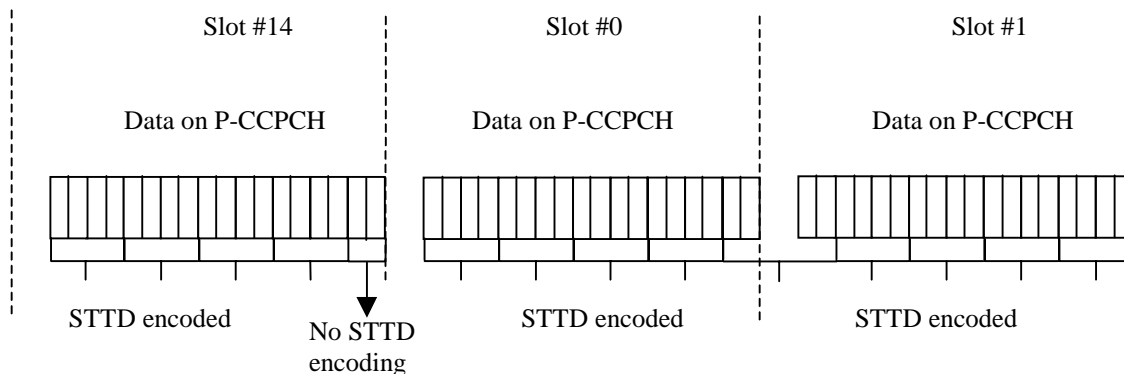 Slot #14 Slot #0 Slot #1
Data on P-CCPCH Data on P-CCPCH Data on P-CCPCH
STTD encoded STTD encoded STTD encoded
No STTD
encoding